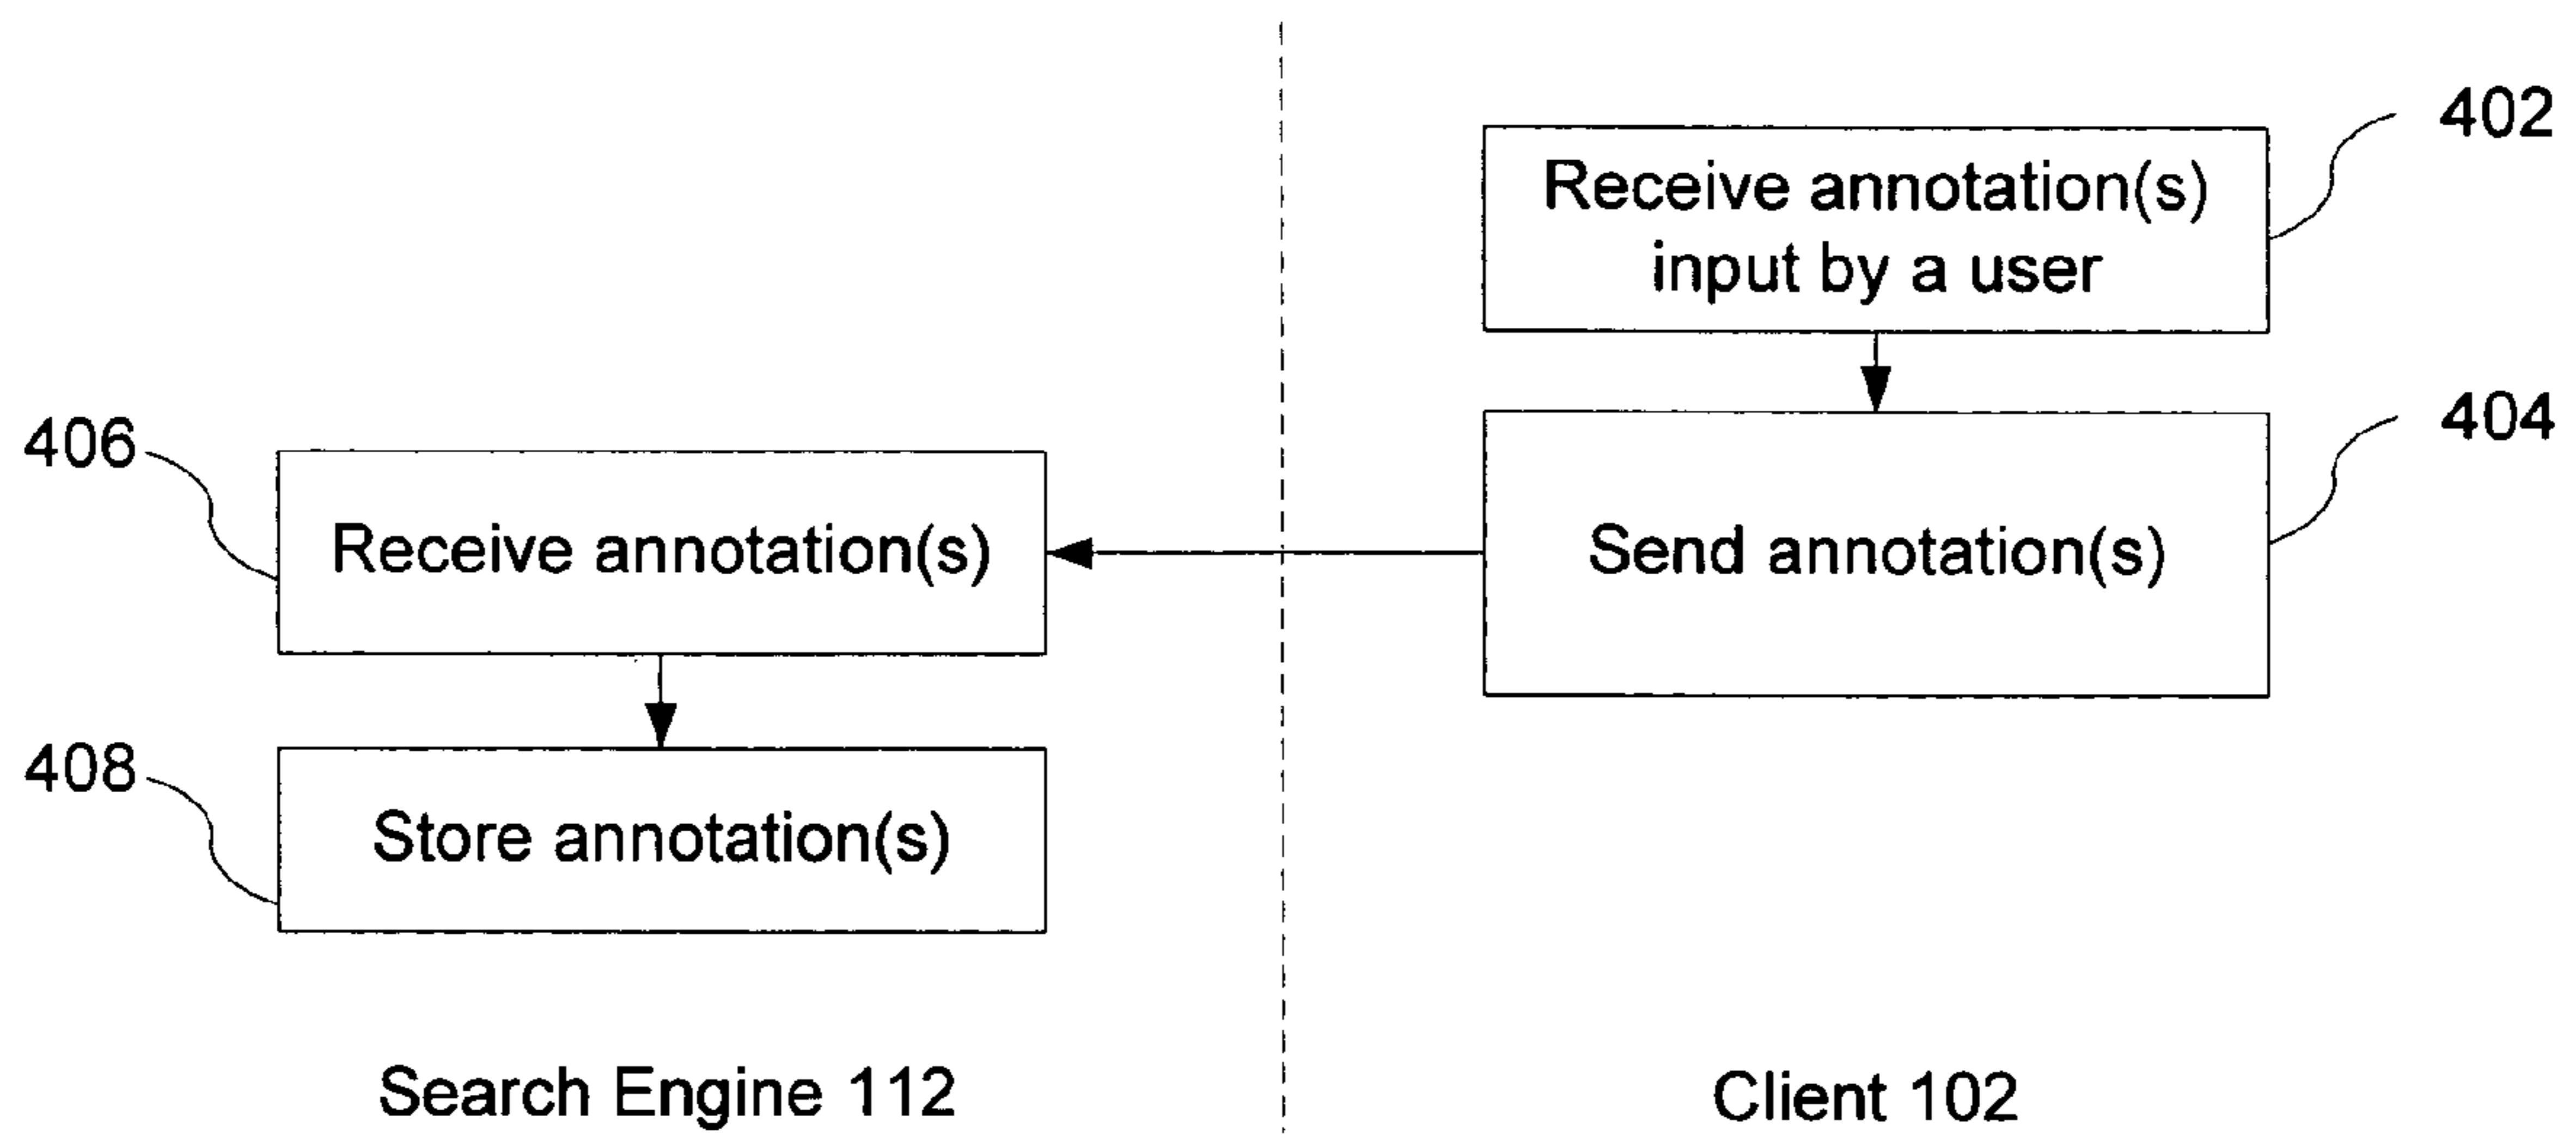 402
Receive annotation(s)
input by a user
404
Send annotation(s)
406
Receive annotation(s)
408
Store annotation(s)
Search Engine 112
Client 102